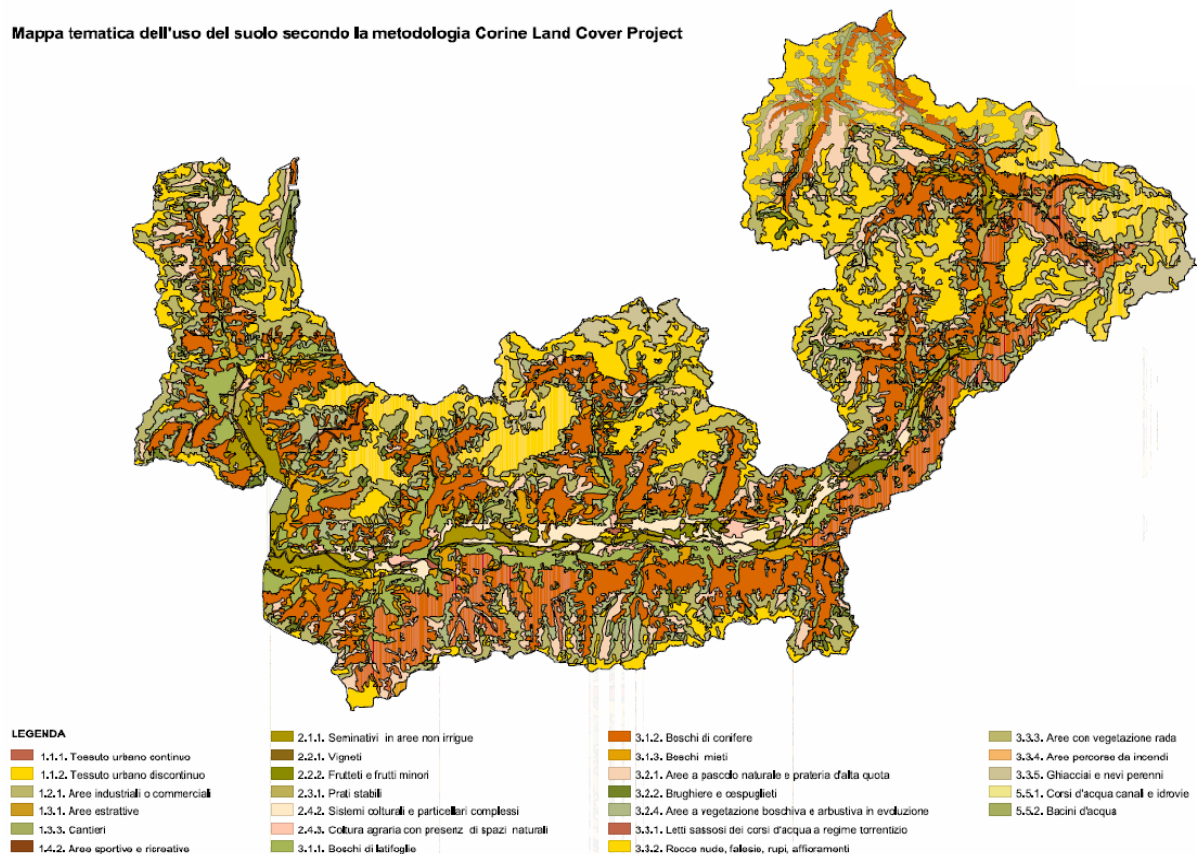 Mappa tematica dell'uso del suolo secondo la metodologia Corine Land Cover Project
LEGENDA
1.1.1. Toessuto urbano continuo
1.1.2. Tessuto urbano discontinuo
1.2.1. Aree industriali o commerciali
1.3.1. Aree estrattive
1.3.3. Cantieri
1.4.2. Aree sportive e ricreative
2.1.1. Seminativi in aree non irrigue
2.2.1. Vigneti
2.2.2. Frutteti e frutti minori
2.3.1. Prati stabili
2.4.2. Sistemi colturali e particellari complessi
2.4.3. Coltura agraria con presenz di spazi naturali
3.1.1. Boschi di latifoglie
3.1.2. Boschi di conifere
3.1.3. Boschi misti
3.2.1. Aree a pascolo naturale e prateria d'alta quota
3.2.2. Brughiere e cespuglieti
3.2.4. Aree a vegetazione boschiva e arbustiva in evoluzione
3.3.1. Letti sassosi dei corsi d'acqua a regime torrentizio
3.3.2. Rocce nude, falesie, rupi, affioramenti
3.3.3. Aree con vegetazione rada
3.3.4. Aree percorse da incendi
3.3.5. Ghiacciai e nevi perenni
5.5.1. Corsi d'acqua canali e idrovie
5.5.2. Bacini d'acqua